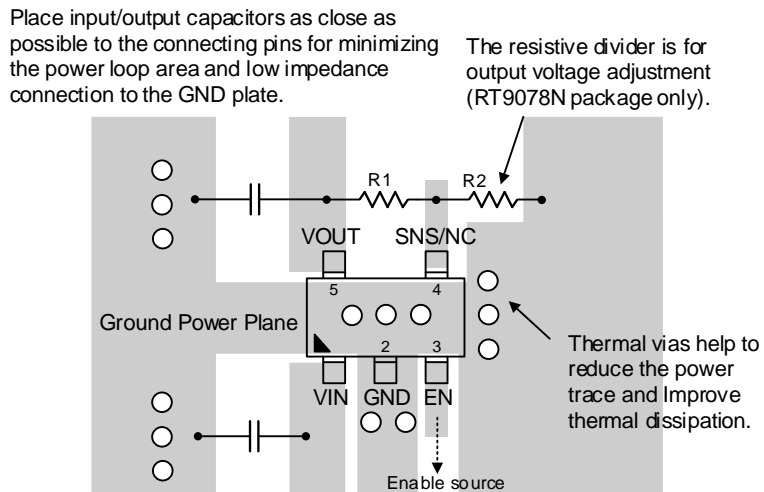 Place input/output capacitors as close as
possible to the connecting pins for minimizing
the power loop area and low impedance
connection to the GND plate.
The resistive divider is for
output voltage adjustment
(RT9078N package only).
R1
R2
VOUT
SNS/NC
5
4
Ground Power Plane
2
3
VIN
GND
EN
Thermal vias help to
reduce the power
trace and Improve
thermal dissipation.
Enable source